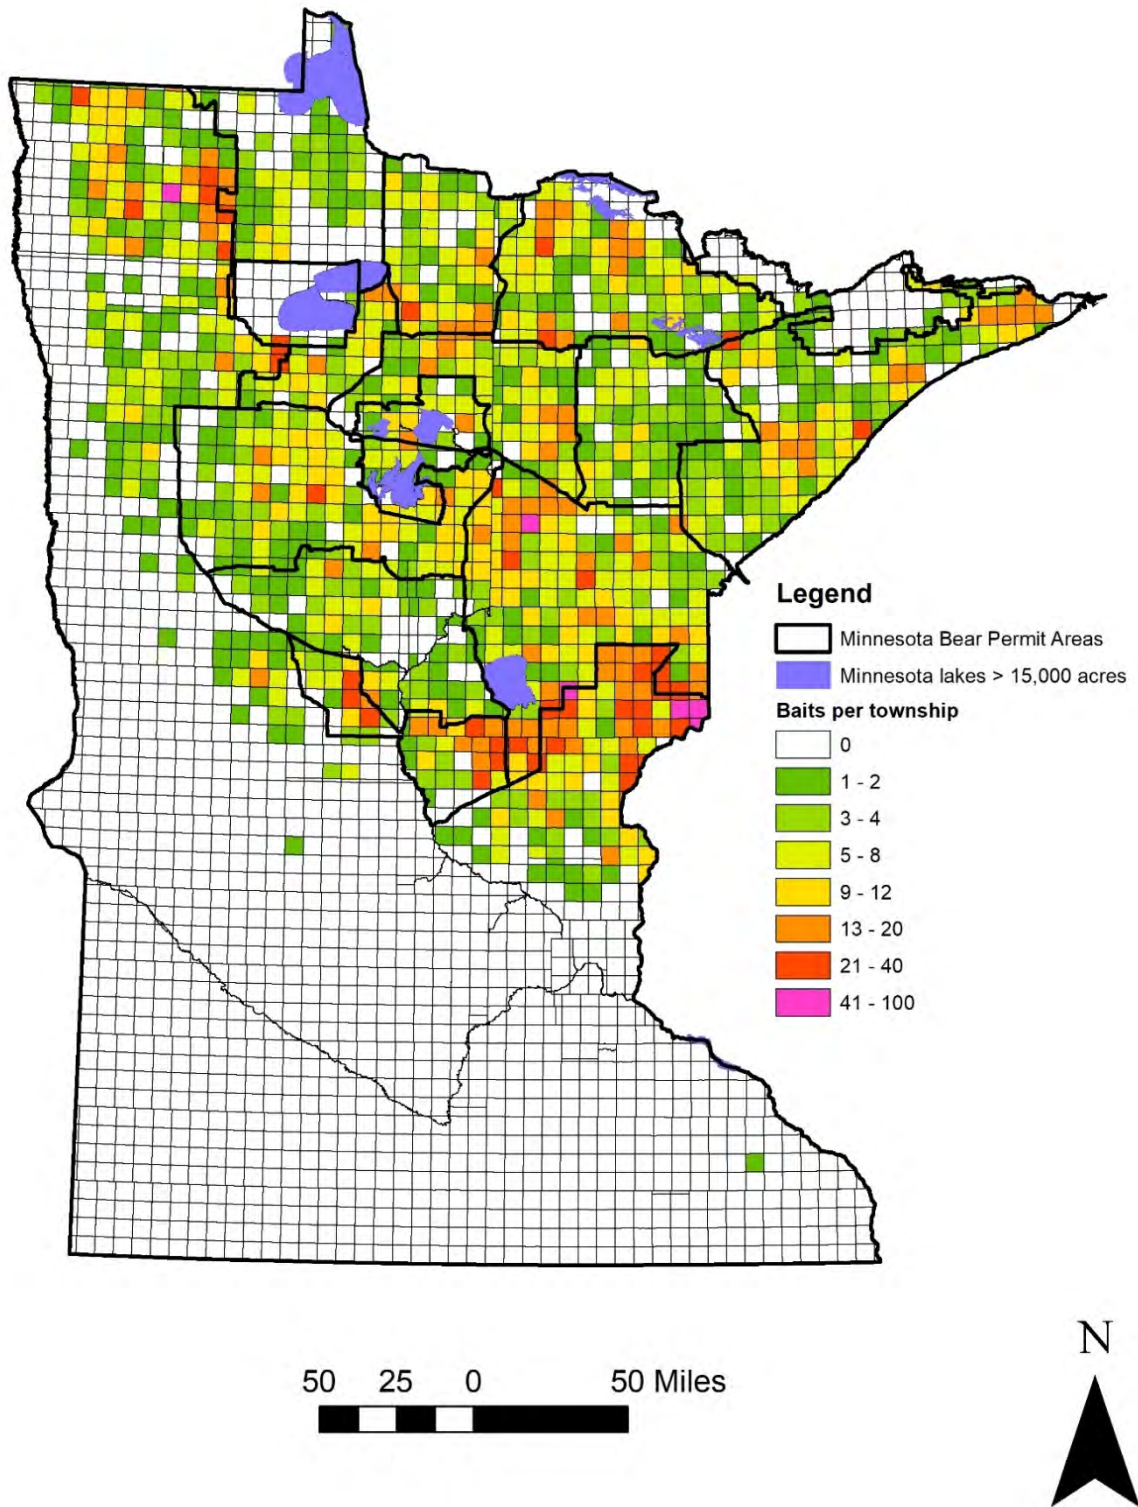 Legend
Minnesota Bear Permit Areas
Minnesota lakes > 15,000 acres
Baits per township
0
1 - 2
3 - 4
5 - 8
9 - 12
13 - 20
21 - 40
41 - 100
50 25 0 50 Miles
N